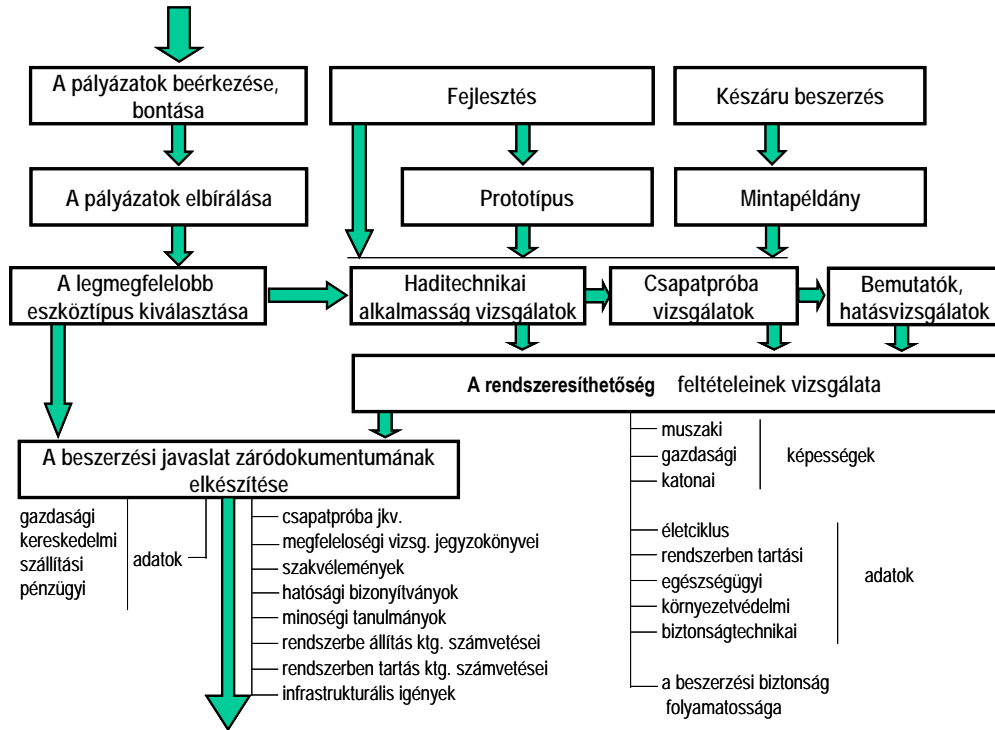 A pályázatok beérkezése,
bontása
Fejlesztés
Készáru beszerzés
A pályázatok elbírálása
Prototípus
Mintapéldány
A legmegfelelobb
eszköztípus kiválasztása
Haditechnikai
alkalmasság vizsgálatok
Csapatpróba
vizsgálatok
Bemutatók,
hatásvizsgálatok
A rendszeresíthetőség feltételeinek vizsgálata
A beszerzési javaslat záródokumentumának
elkészítése
gazdasági
kereskedelmi
szállítási
pénzügyi
adatok
csapatpróba jkv.
megfeleloségi vizsg. jegyzokönyvei
szakvélemények
hatósági bizonyítványok
minoségi tanulmányok
rendszerbe állítás ktg. számvetései
rendszerben tartás ktg. számvetései
infrastrukturális igények
muszaki
gazdasági
katonai
képességek
életciklus
rendszerben tartási
egészségügyi
környezetvédelmi
biztonságtechnikai
adatok
a beszerzési biztonság
folyamatossága